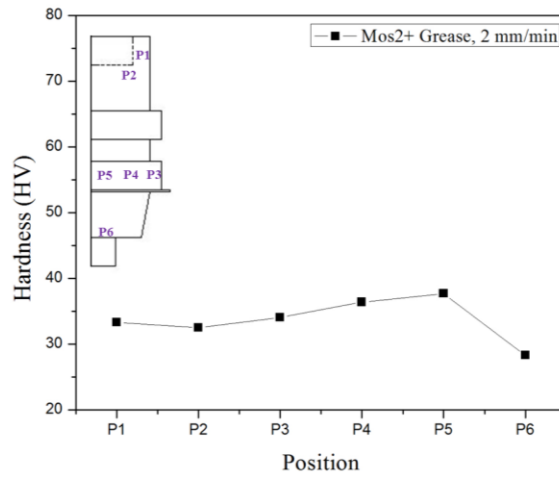 80
70
60
50
40
30
20
Hardness (HV)
Mos2+ Grease, 2 mm/min
P1
P2
P5 P4 P3
P6
P1 P2 P3 P4 P5 P6
Position